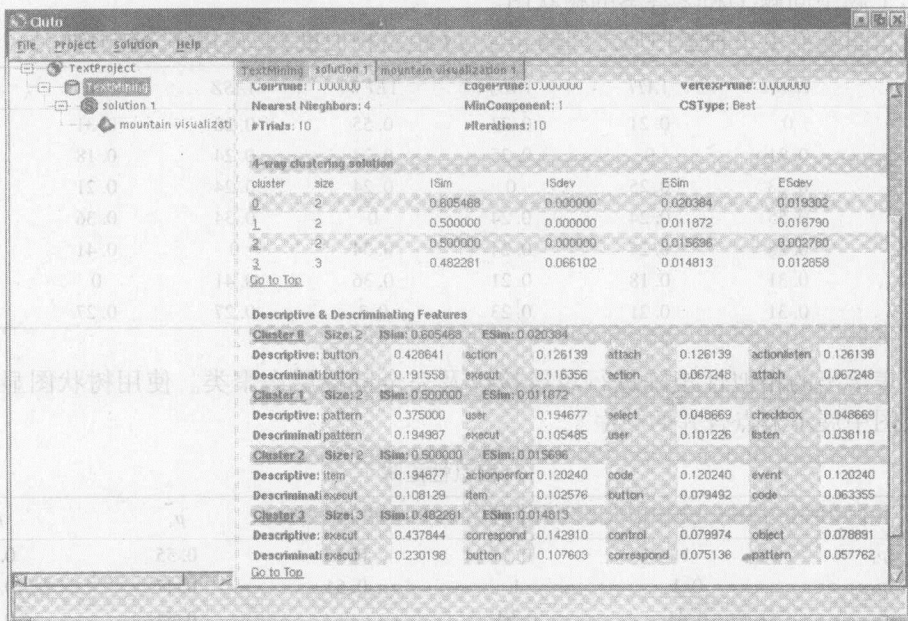 Cluto
File Project Solution Help
TextProject
TextMining
solution 1
mountain visualizati
TextMining solution 1 mountain visualization 1
ColPrune: 1.000000 EdgePrune: 0.000000 VertexPrune: 0.000000
Nearest Nieghbors: 4 MinComponent: 1 CSType: Best
#Trials: 10 #Iterations: 10
4-way clustering solution
cluster size ISim ISdev ESim ESdev
0 2 0.605468 0.000000 0.020384 0.019302
1 2 0.500000 0.000000 0.011872 0.016790
2 2 0.500000 0.000000 0.015696 0.002780
3 3 0.482281 0.066102 0.014813 0.012858
Go to Top
Descriptive & Discriminating Features
Cluster 0 Size: 2 ISim: 0.605468 ESim: 0.020384
Descriptive: button 0.428641 action 0.126139 attach 0.126139 actionlisten 0.126139
Discriminati button 0.191558 execut 0.116356 action 0.067248 attach 0.067248
Cluster 1 Size: 2 ISim: 0.500000 ESim: 0.011872
Descriptive: pattern 0.375000 user 0.194677 select 0.048669 checkbox 0.048669
Discriminati pattern 0.194987 execut 0.105485 user 0.101226 listen 0.038118
Cluster 2 Size: 2 ISim: 0.500000 ESim: 0.015696
Descriptive: item 0.194677 actionperforr 0.120240 code 0.120240 event 0.120240
Discriminati execut 0.108129 item 0.102576 button 0.079492 code 0.063355
Cluster 3 Size: 3 ISim: 0.482281 ESim: 0.014813
Descriptive: execut 0.437844 correspond 0.142910 control 0.079974 object 0.078891
Discriminati execut 0.230198 button 0.107603 correspond 0.075136 pattern 0.057762
Go to Top